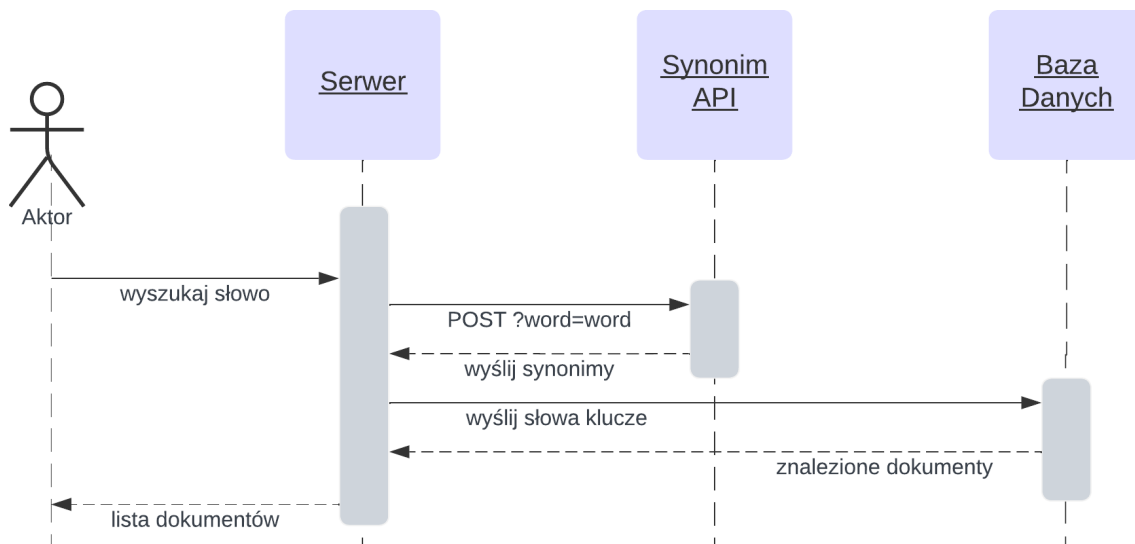 Serwer
Synonim
API
Baza
Danych
Aktor
wyszukaj słowo
POST ?word=word
wyślij synonimy
wyślij słowa klucze
znalezione dokumenty
lista dokumentów